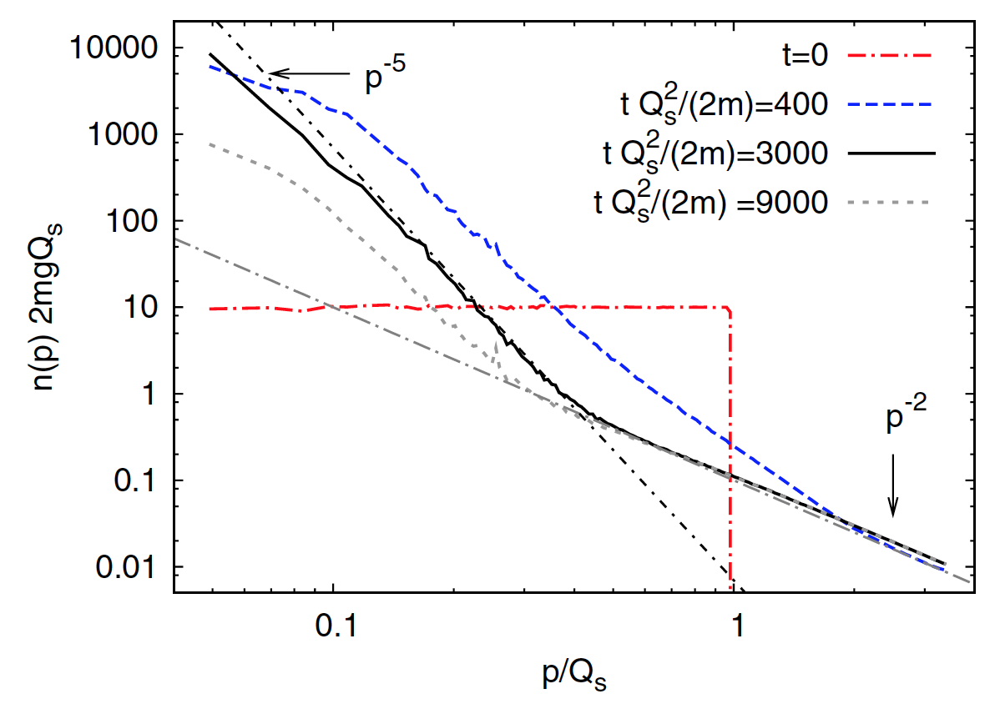 10000
1000
100
10
1
0.1
0.01
n(p) 2mgQ_s
p^-5
t=0
t Q_s^2/(2m)=400
t Q_s^2/(2m)=3000
t Q_s^2/(2m) =9000
p^-2
0.1
1
p/Q_s